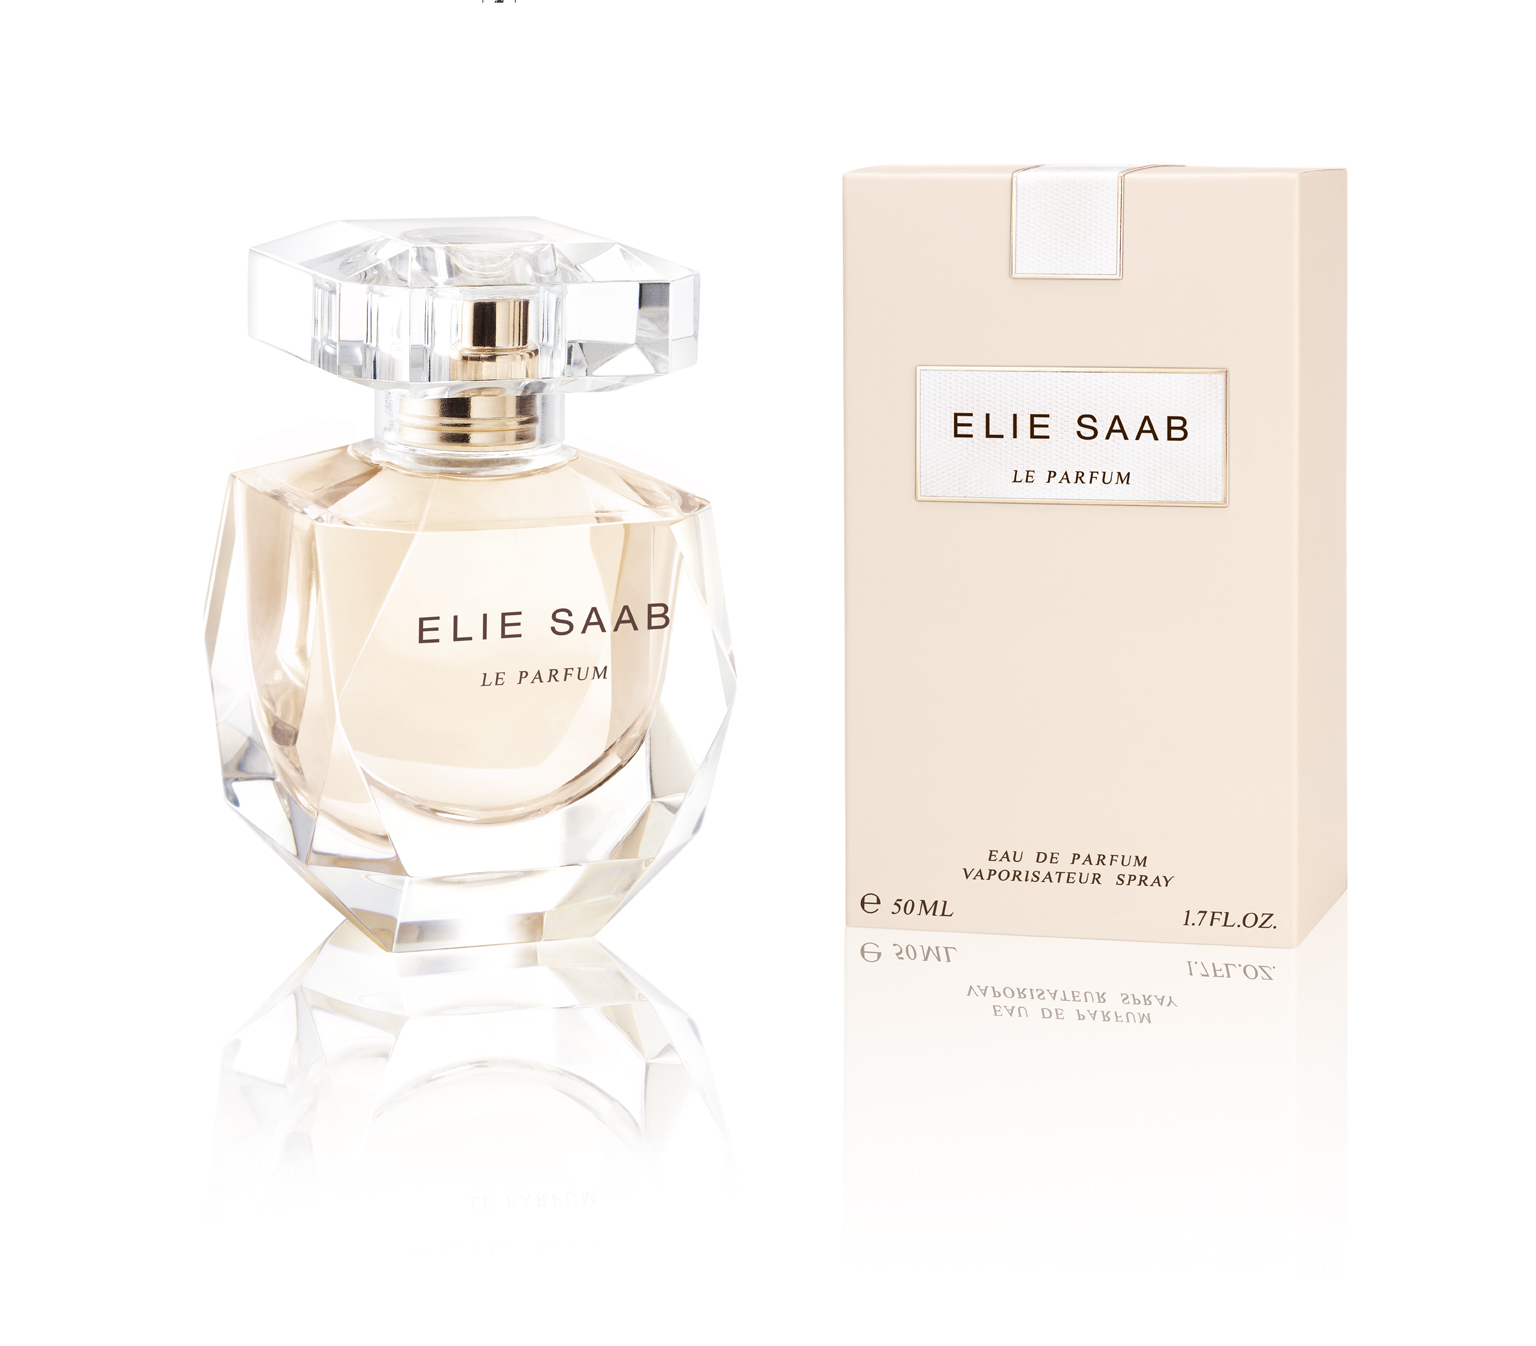 ELIE SAAB
LE PARFUM
ELIE SAAB
LE PARFUM
EAU DE PARFUM
VAPORISATEUR SPRAY
℮ 50ML
1.7FL.OZ.